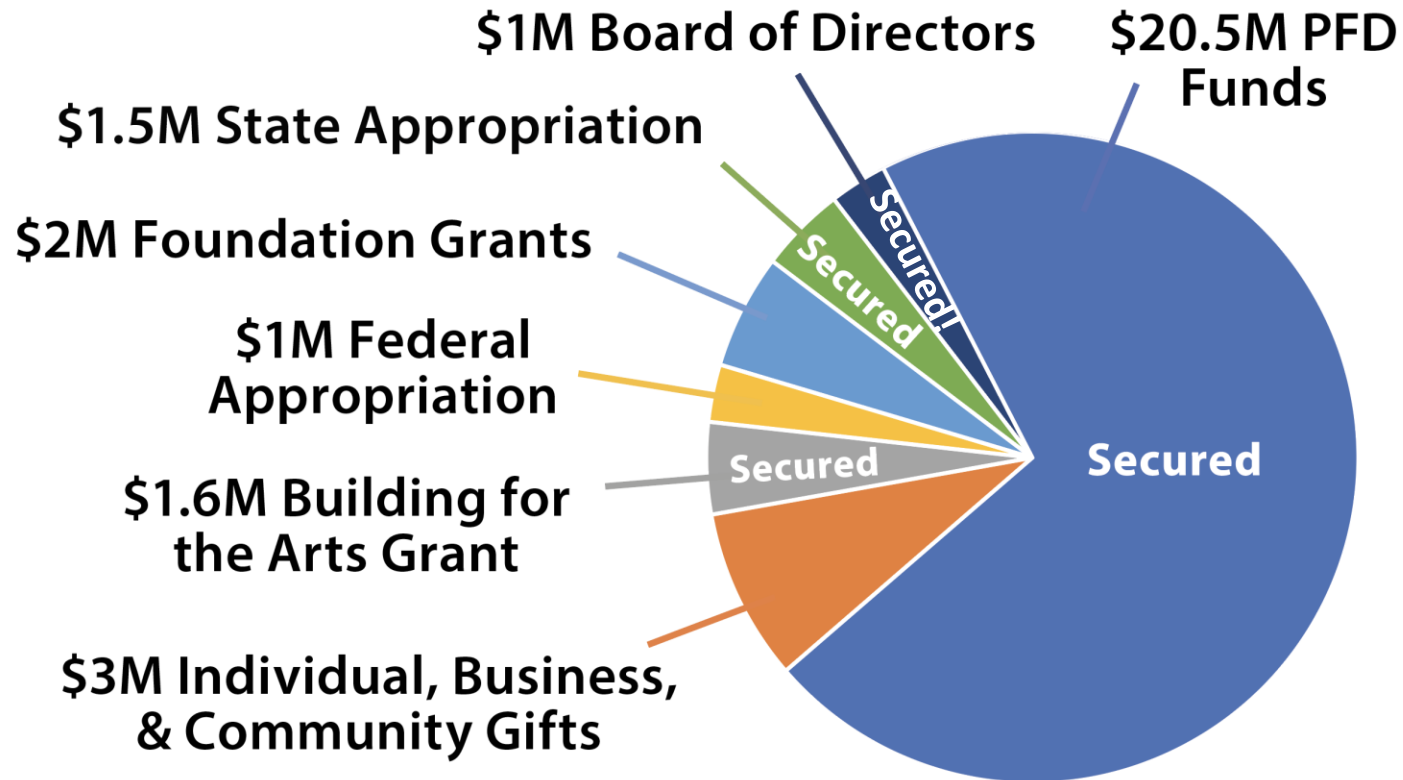 $1M Board of Directors
$20.5M PFD
Funds
$1.5M State Appropriation
$2M Foundation Grants
$1M Federal
Appropriation
$1.6M Building for
the Arts Grant
$3M Individual, Business,
& Community Gifts
Secured!
Secured
Secured
Secured